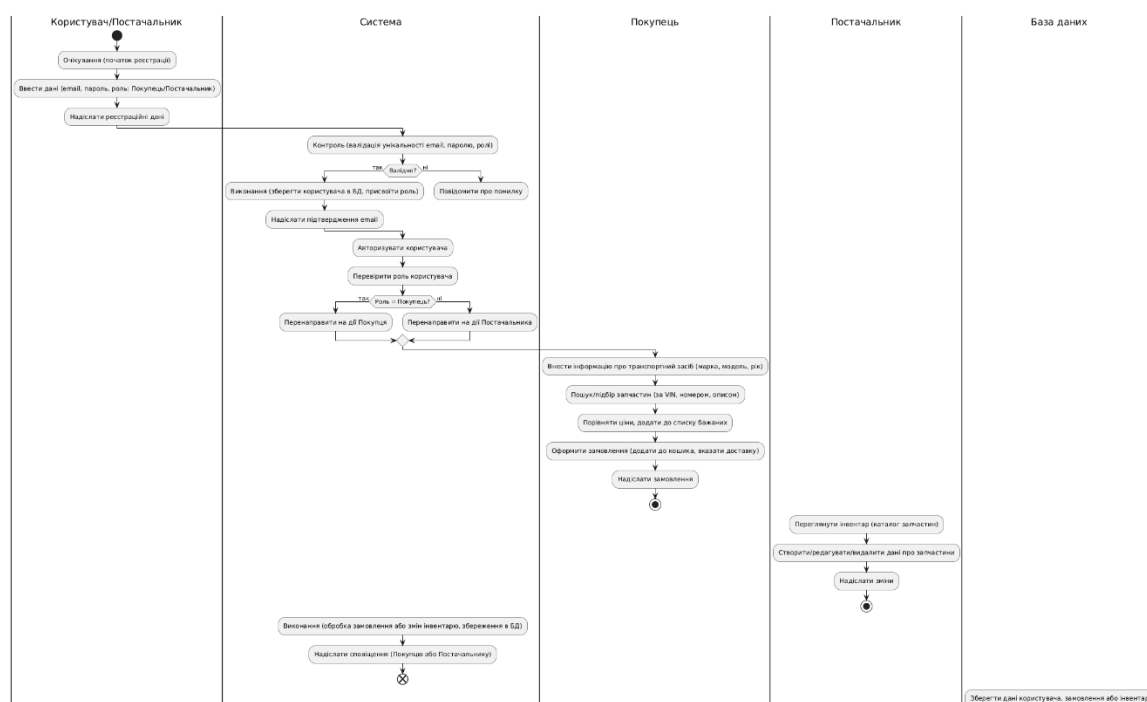 Користувач/Постачальник
Система
Покупець
Постачальник
База даних
Очікування (початок реєстрації)
Ввести дані (email, пароль, роль: Покупець/Постачальник)
Надіслати реєстраційні дані
Контроль (валідація унікальності email, паролю, ролі)
так
Валідно?
ні
Виконання (зберегти користувача в БД, присвоїти роль)
Повідомити про помилку
Надіслати підтвердження email
Авторизувати користувача
Перевірити роль користувача
так
Роль = Покупець?
ні
Перенаправити на дії Покупця
Перенаправити на дії Постачальника
Внести інформацію про транспортний засіб (марка, модель, рік)
Пошук/підбір запчастин (за VIN, номером, описом)
Порівняти ціни, додати до списку бажаних
Оформити замовлення (додати до кошика, вказати доставку)
Надіслати замовлення
Переглянути інвентар (каталог запчастин)
Створити/редагувати/видалити дані про запчастини
Надіслати зміни
Виконання (обробка замовлення або змін інвентарю, збереження в БД)
Надіслати сповіщення (Покупцю або Постачальнику)
Зберегти дані користувача, замовлення або інвентар